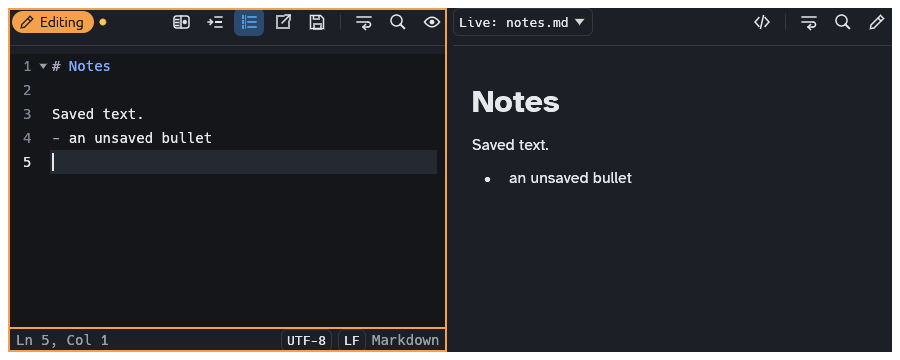 Editing
Live: notes.md
1 # Notes
2
3 Saved text.
4 - an unsaved bullet
5
Ln 5, Col 1 UTF-8 LF Markdown
Notes
Saved text.
• an unsaved bullet